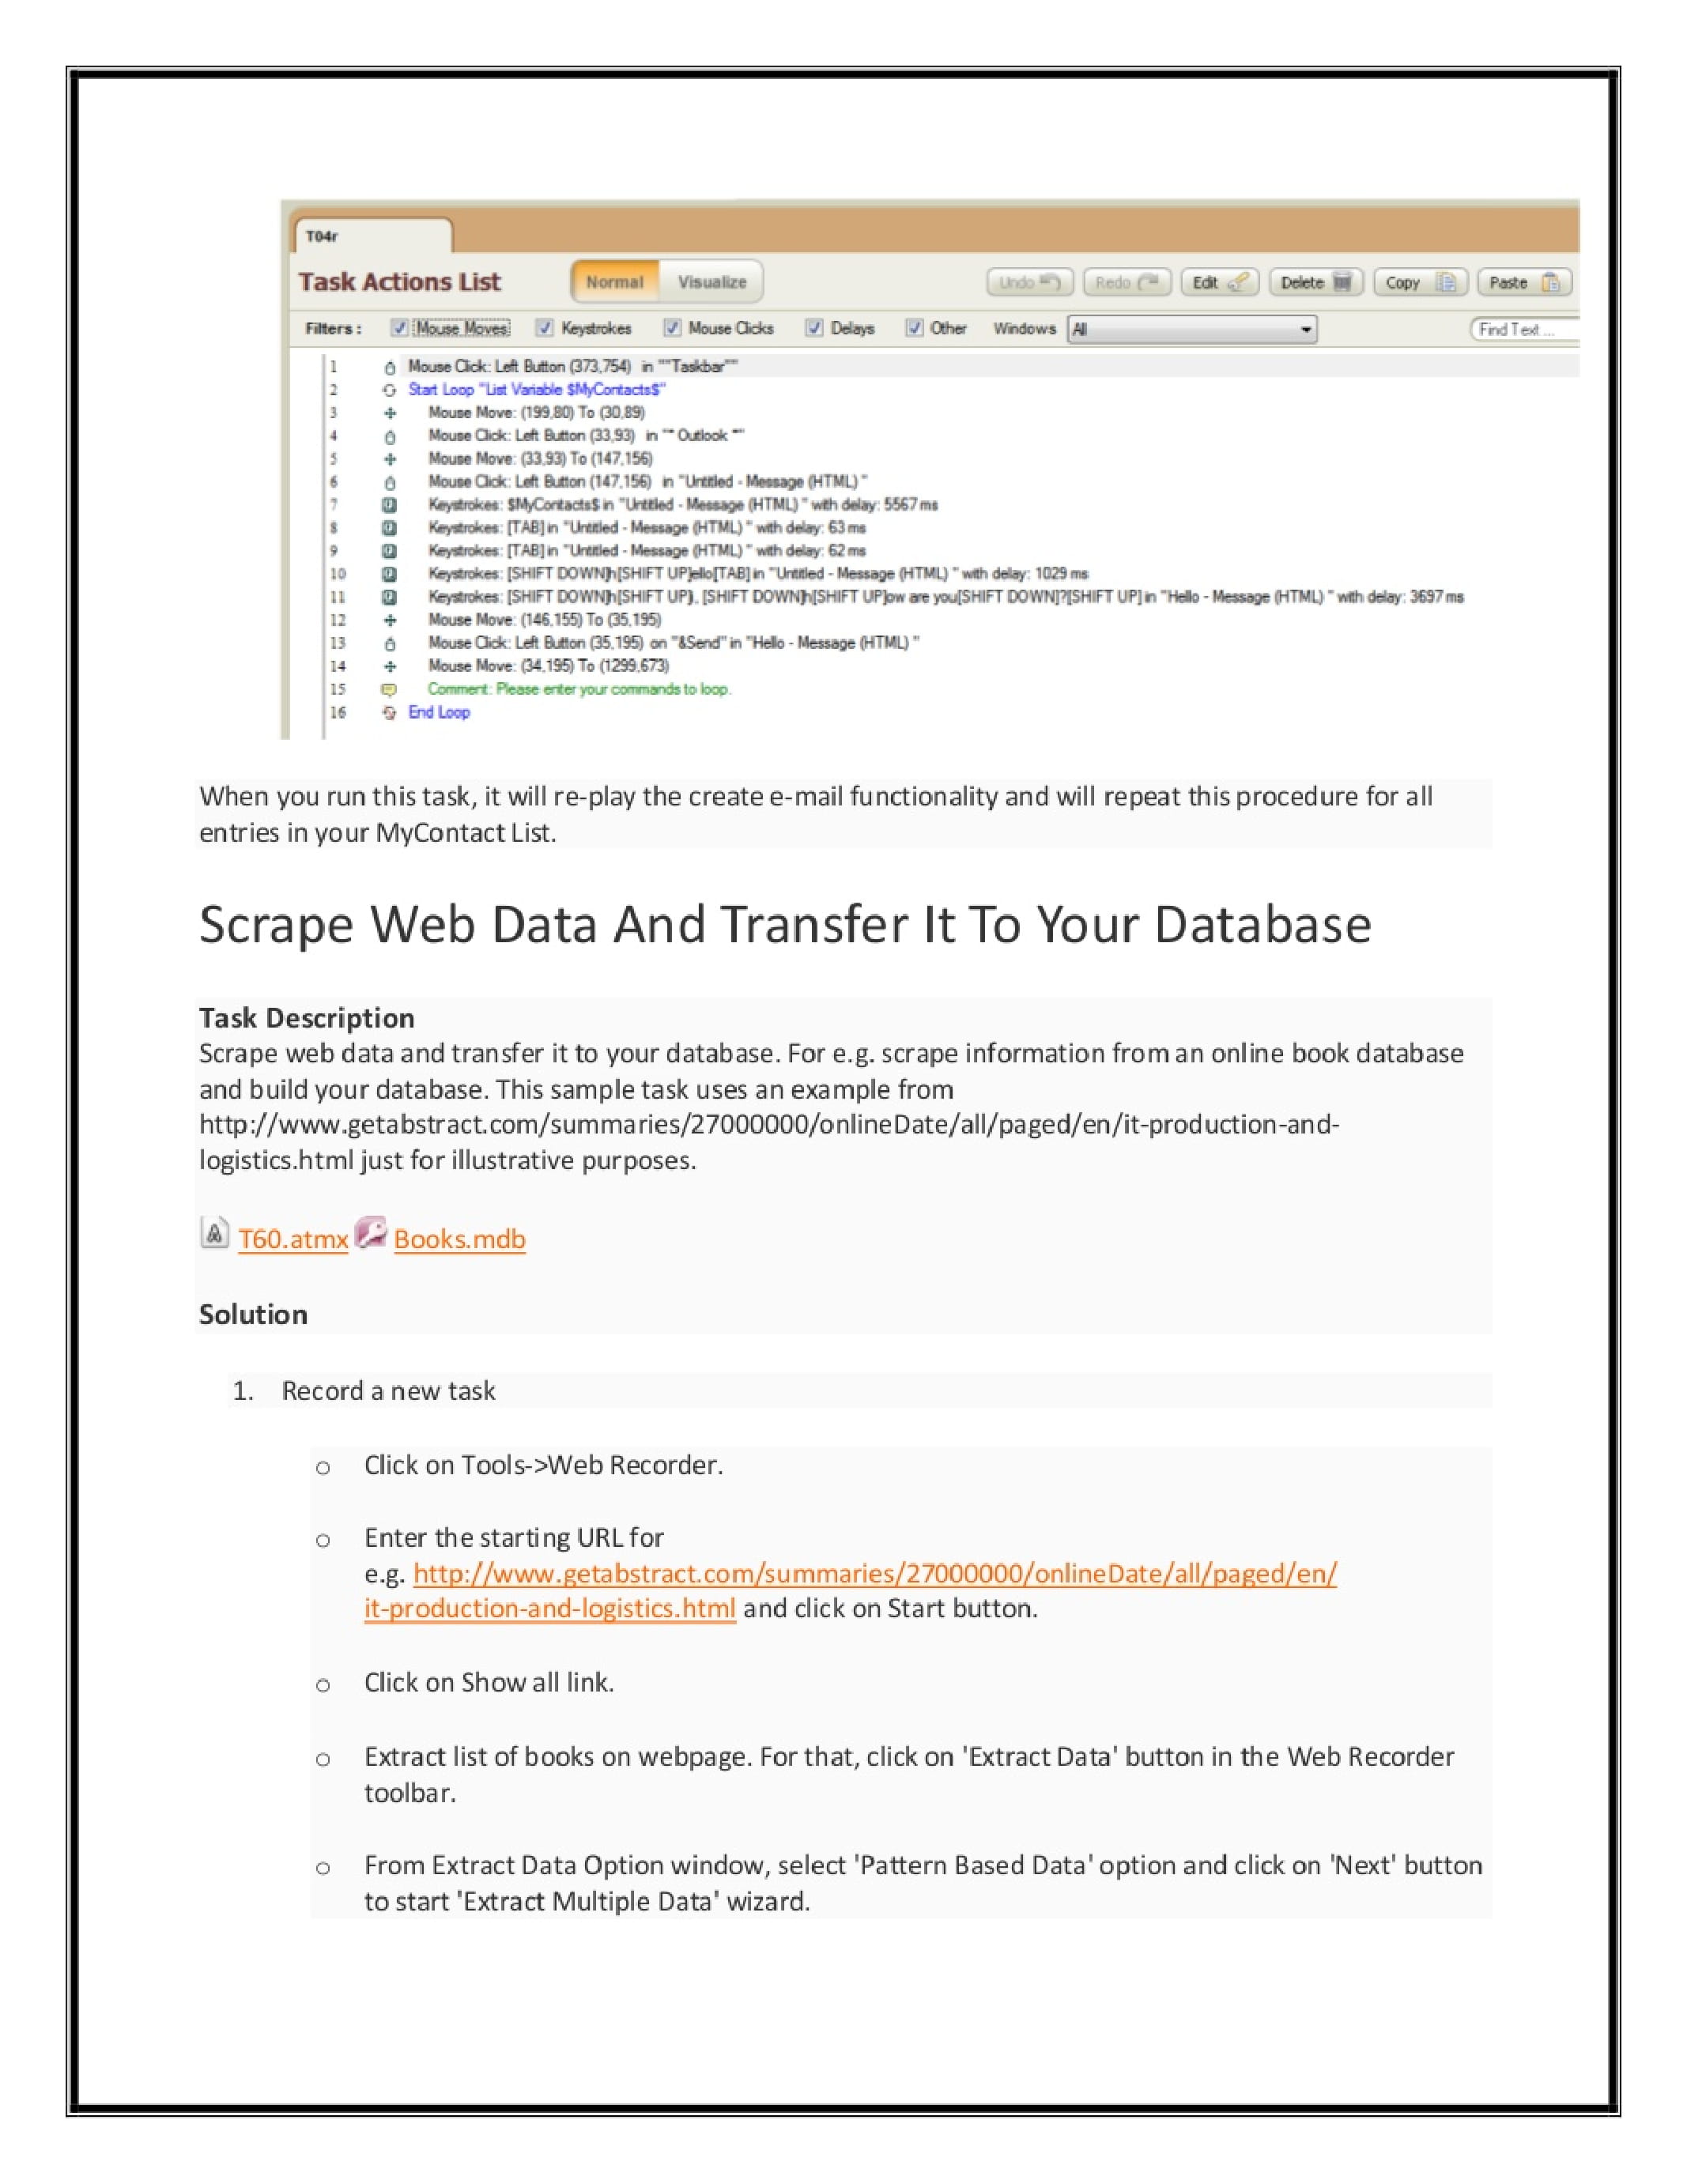 T04r
Task Actions List Normal Visualize Undo Redo Edit Delete Copy Paste
Filters : Mouse Moves Keystrokes Mouse Clicks Delays Other Windows All Find Text ...
1 Mouse Click: Left Button (373,754) in ""Taskbar""
2 Start Loop "List Variable $MyContacts$"
3 Mouse Move: (199,80) To (30,89)
4 Mouse Click: Left Button (33,93) in "* Outlook *"
5 Mouse Move: (33,93) To (147,156)
6 Mouse Click: Left Button (147,156) in "Untitled - Message (HTML) "
7 Keystrokes: $MyContacts$ in "Untitled - Message (HTML) " with delay: 5567 ms
8 Keystrokes: [TAB] in "Untitled - Message (HTML) " with delay: 63 ms
9 Keystrokes: [TAB] in "Untitled - Message (HTML) " with delay: 62 ms
10 Keystrokes: [SHIFT DOWN]h[SHIFT UP]ello[TAB] in "Untitled - Message (HTML) " with delay: 1029 ms
11 Keystrokes: [SHIFT DOWN]h[SHIFT UP]i, [SHIFT DOWN]h[SHIFT UP]ow are you[SHIFT DOWN]?[SHIFT UP] in "Hello - Message (HTML) " with delay: 3697 ms
12 Mouse Move: (146,155) To (35,195)
13 Mouse Click: Left Button (35,195) on "&Send" in "Hello - Message (HTML) "
14 Mouse Move: (34,195) To (1299,673)
15 Comment: Please enter your commands to loop.
16 End Loop
When you run this task, it will re-play the create e-mail functionality and will repeat this procedure for all
entries in your MyContact List.
Scrape Web Data And Transfer It To Your Database
Task Description
Scrape web data and transfer it to your database. For e.g. scrape information from an online book database
and build your database. This sample task uses an example from
http://www.getabstract.com/summaries/27000000/onlineDate/all/paged/en/it-production-and-
logistics.html just for illustrative purposes.
T60.atmx Books.mdb
Solution
1. Record a new task
o Click on Tools->Web Recorder.
o Enter the starting URL for
e.g. http://www.getabstract.com/summaries/27000000/onlineDate/all/paged/en/
it-production-and-logistics.html and click on Start button.
o Click on Show all link.
o Extract list of books on webpage. For that, click on 'Extract Data' button in the Web Recorder
toolbar.
o From Extract Data Option window, select 'Pattern Based Data' option and click on 'Next' button
to start 'Extract Multiple Data' wizard.